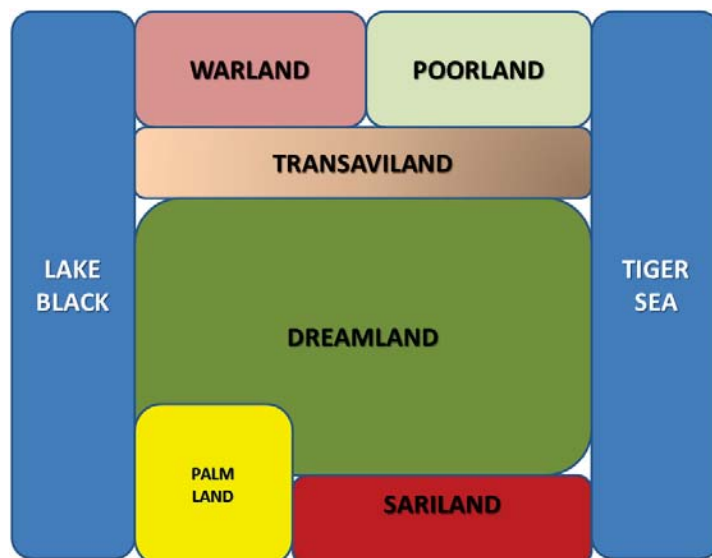 WARLAND
POORLAND
TRANSAVILAND
LAKE
BLACK
TIGER
SEA
DREAMLAND
PALM
LAND
SARILAND